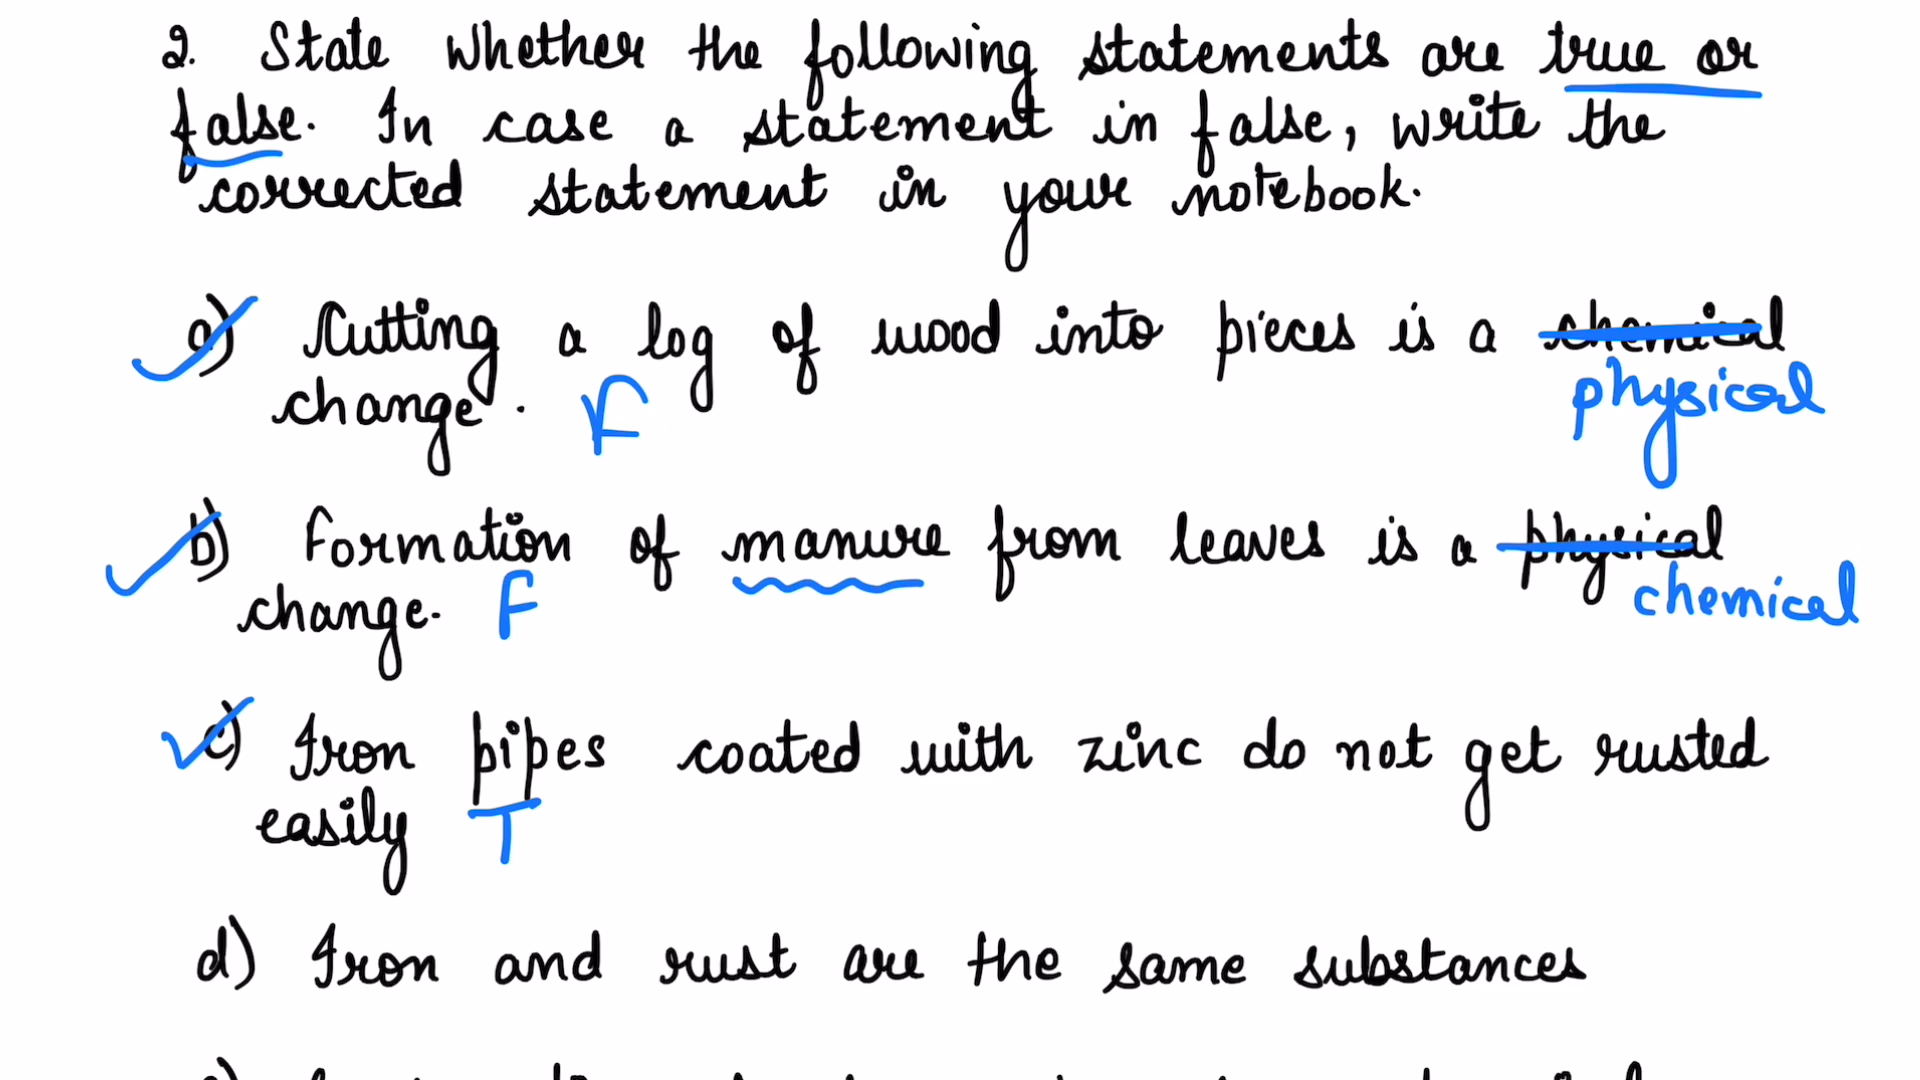 2. State whether the following statements are true or
false. In case a statement in false, write the
corrected statement in your notebook.
a) Cutting a log of wood into pieces is a chemical
physical
change. F
b) Formation of manure from leaves is a physical
chemical
change. F
c) Iron pipes coated with zinc do not get rusted
easily T
d) Iron and rust are the same substances